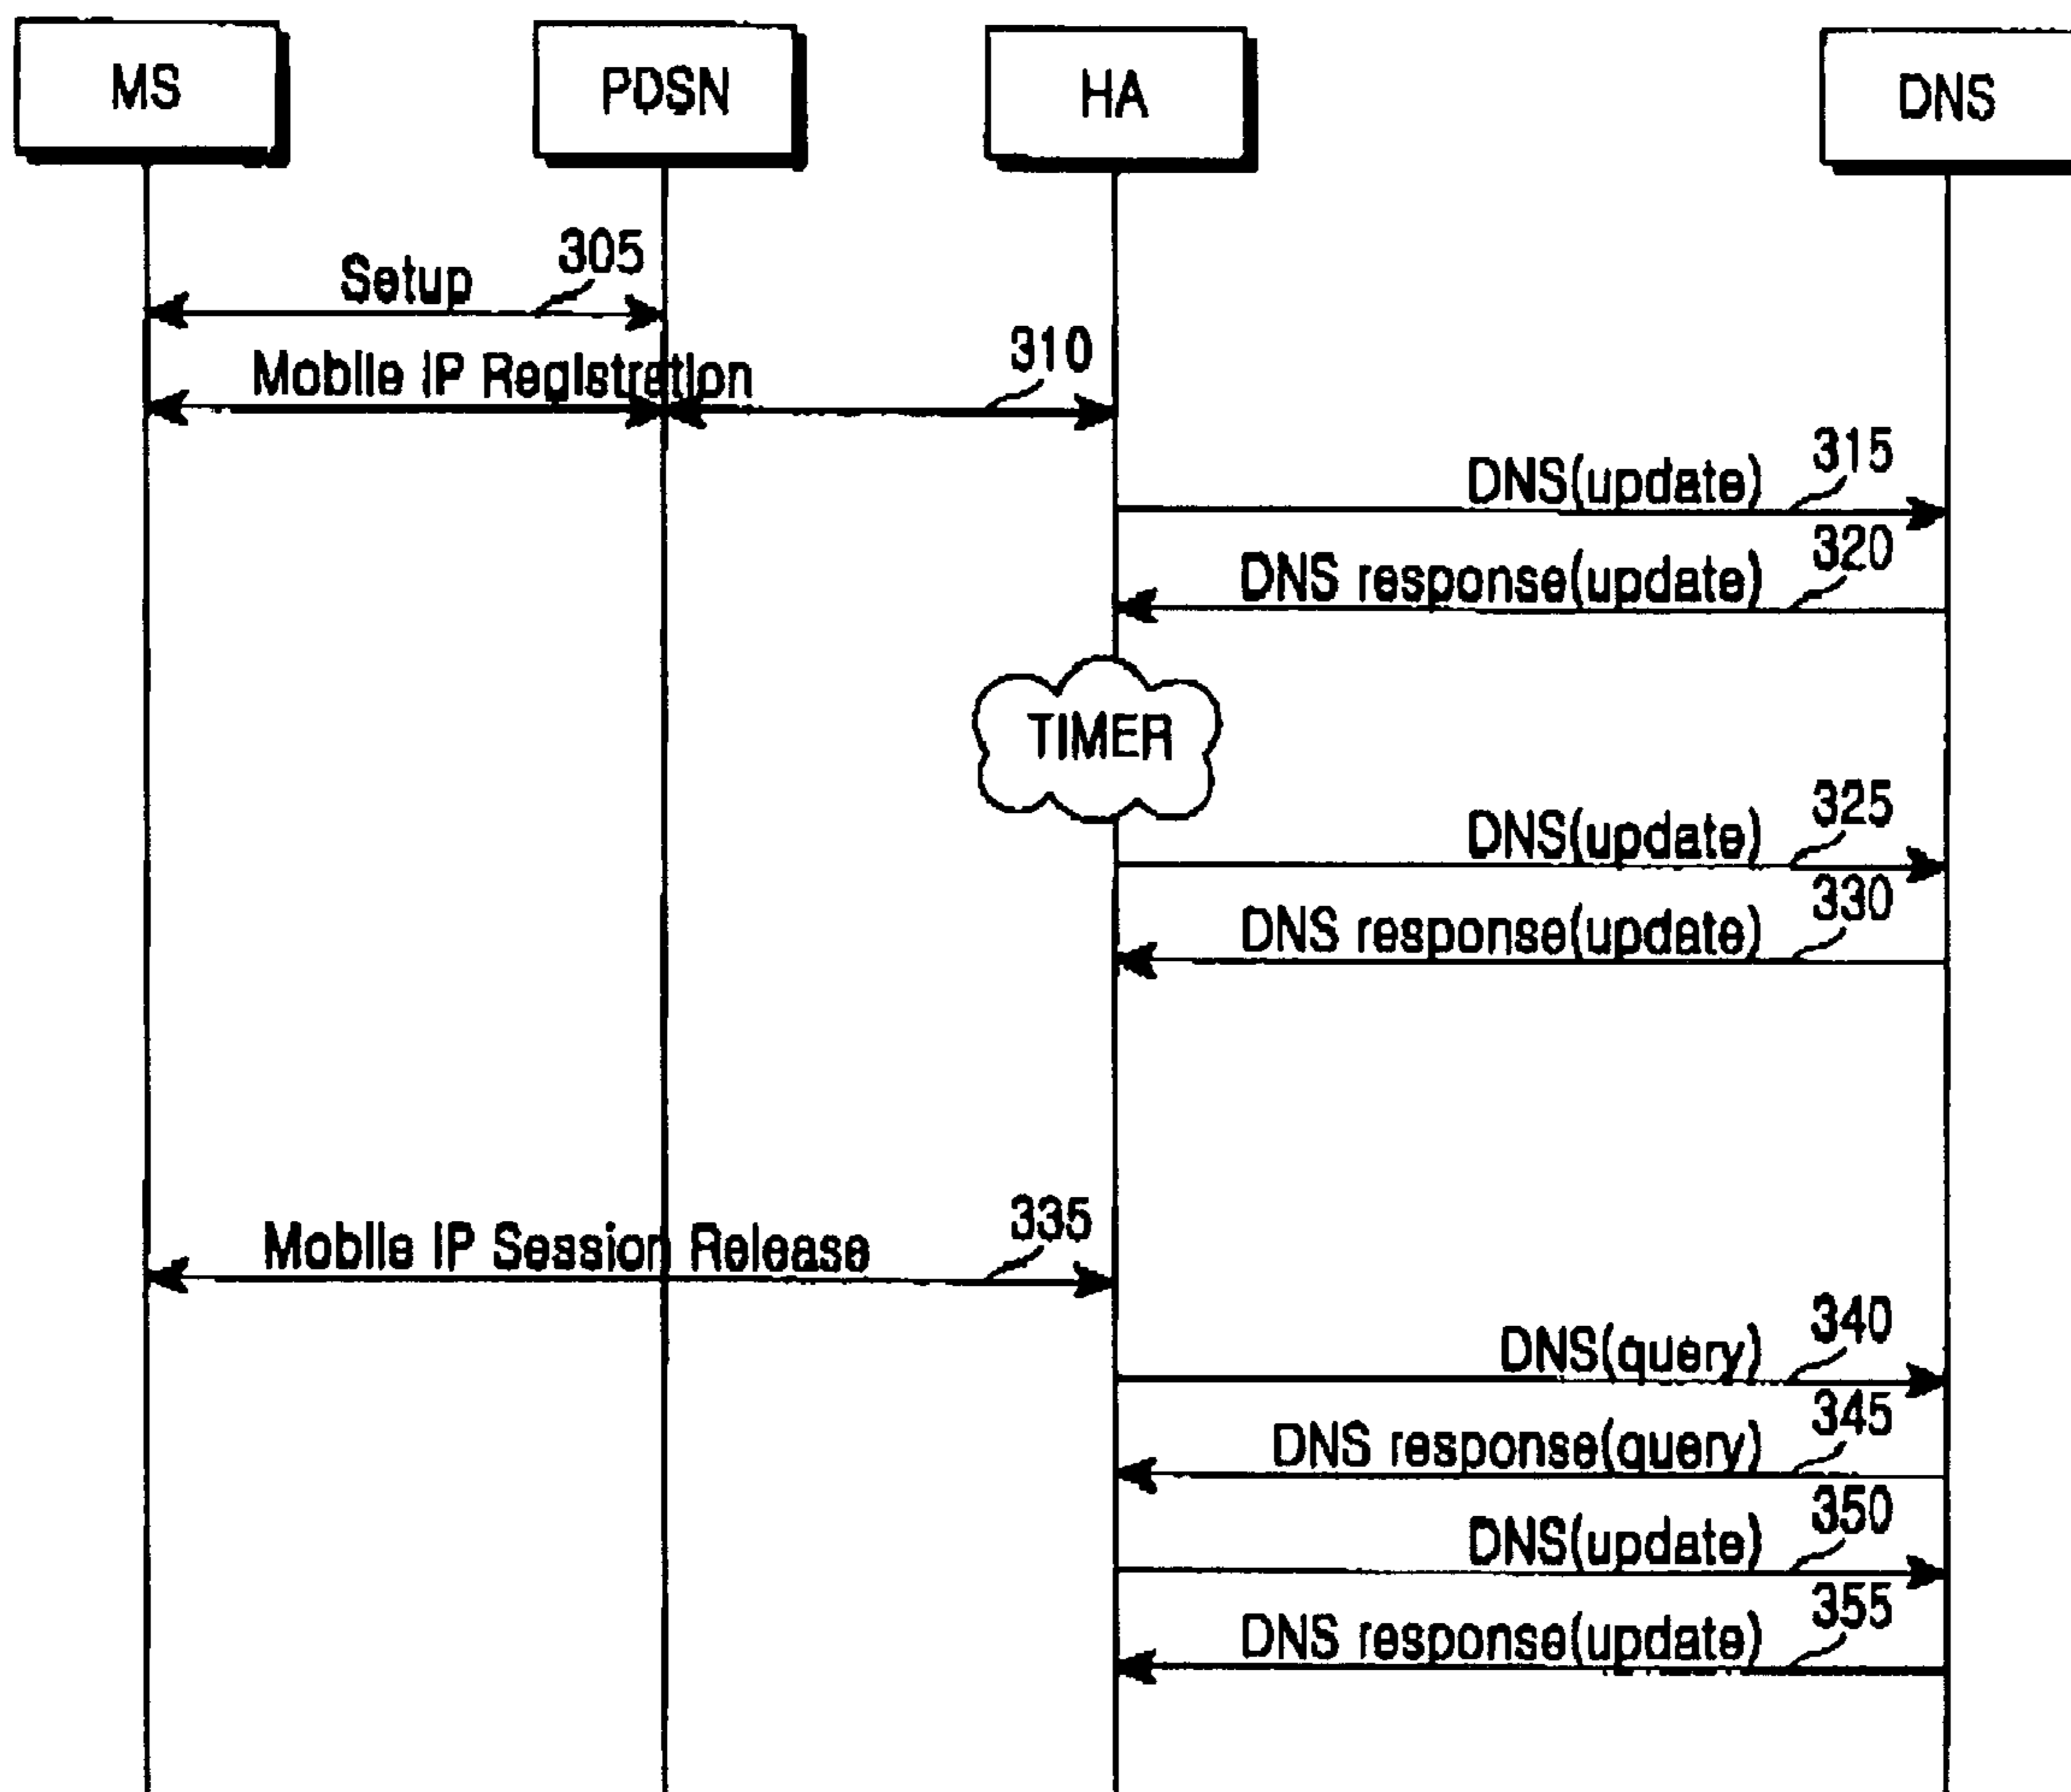 MS PDSN HA DNS
Setup 305
Mobile IP Registration 310
DNS(update) 315
DNS response(update) 320
TIMER
DNS(update) 325
DNS response(update) 330
Mobile IP Session Release 335
DNS(query) 340
DNS response(query) 345
DNS(update) 350
DNS response(update) 355